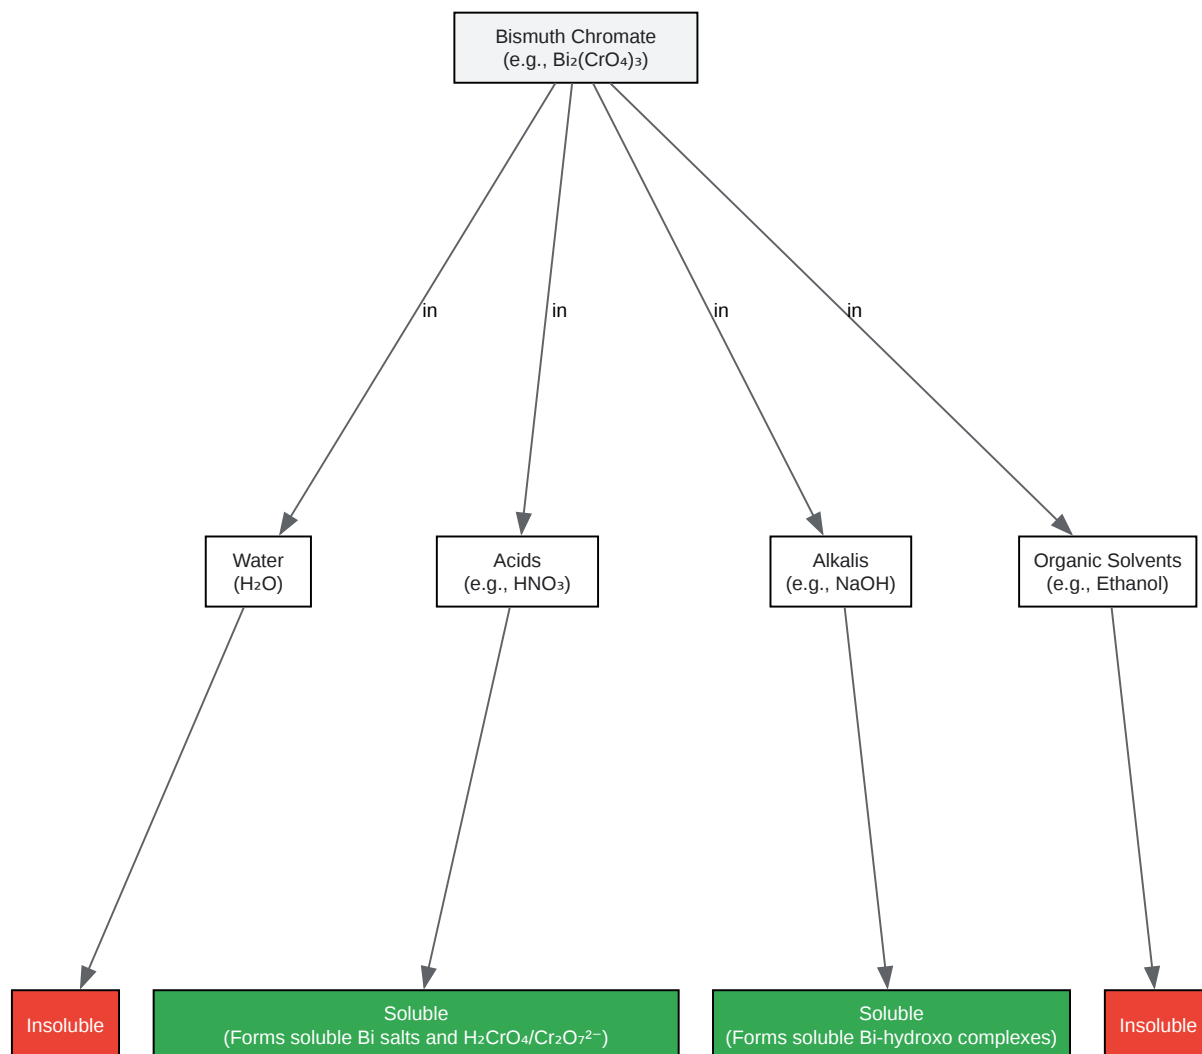 Bismuth Chromate
(e.g., Bi₂(CrO₄)₃)
in
in
in
in
Water
(H₂O)
Acids
(e.g., HNO₃)
Alkalis
(e.g., NaOH)
Organic Solvents
(e.g., Ethanol)
Insoluble
Soluble
(Forms soluble Bi salts and H₂CrO₄/Cr₂O₇²⁻)
Soluble
(Forms soluble Bi-hydroxo complexes)
Insoluble